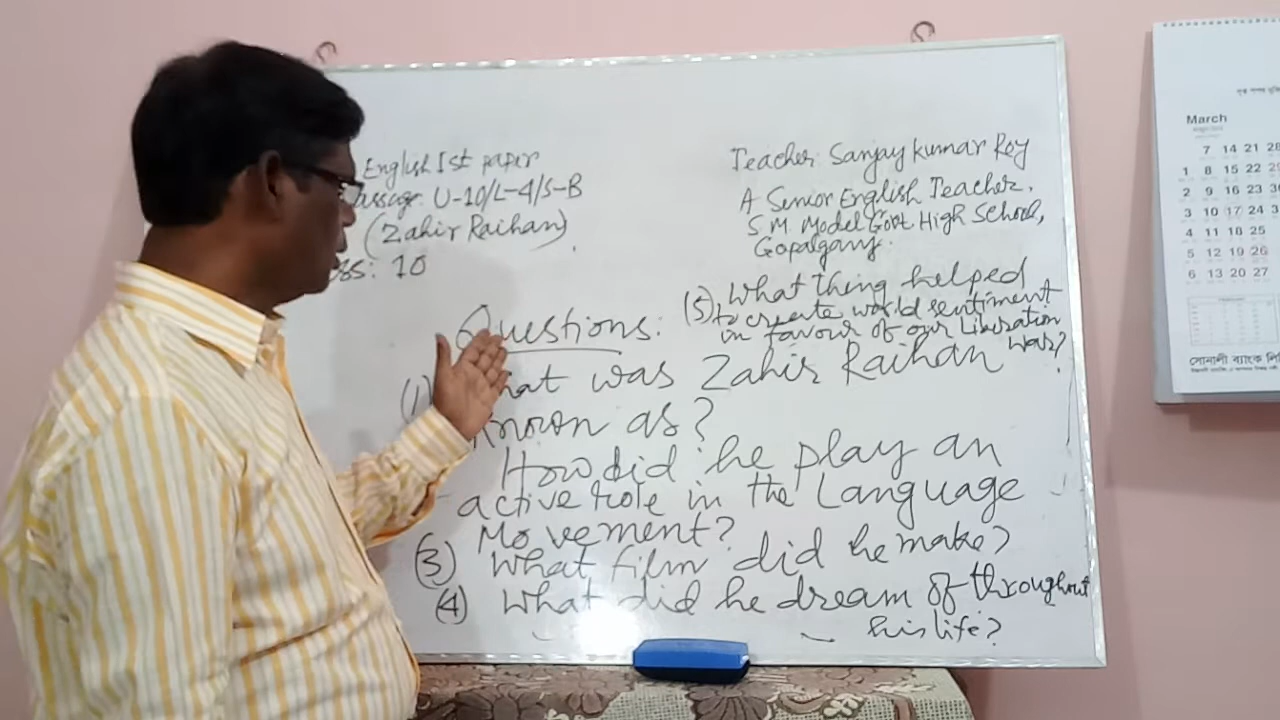 English 1st paper
U-10/L-4/S-B
(Zahir Raihan)
: 10
Teacher: Sanjay Kumar Roy
A Senior English Teacher.
S.M. Model Govt High School,
Gopalganj.
Questions:
(5) What thing helped
to create world sentiment
in favour of our Liberation
War?
(1) What was Zahir Raihan
known as?
How did he play an
active role in the Language
Movement?
(3) What film did he make?
(4) What did he dream of throughout
his life?
March
7 14 21 28
1 8 15 22
2 9 16 23 30
3 10 17 24
4 11 18 25
5 12 19 26
6 13 20 27
সোনালী ব্যাংক লি